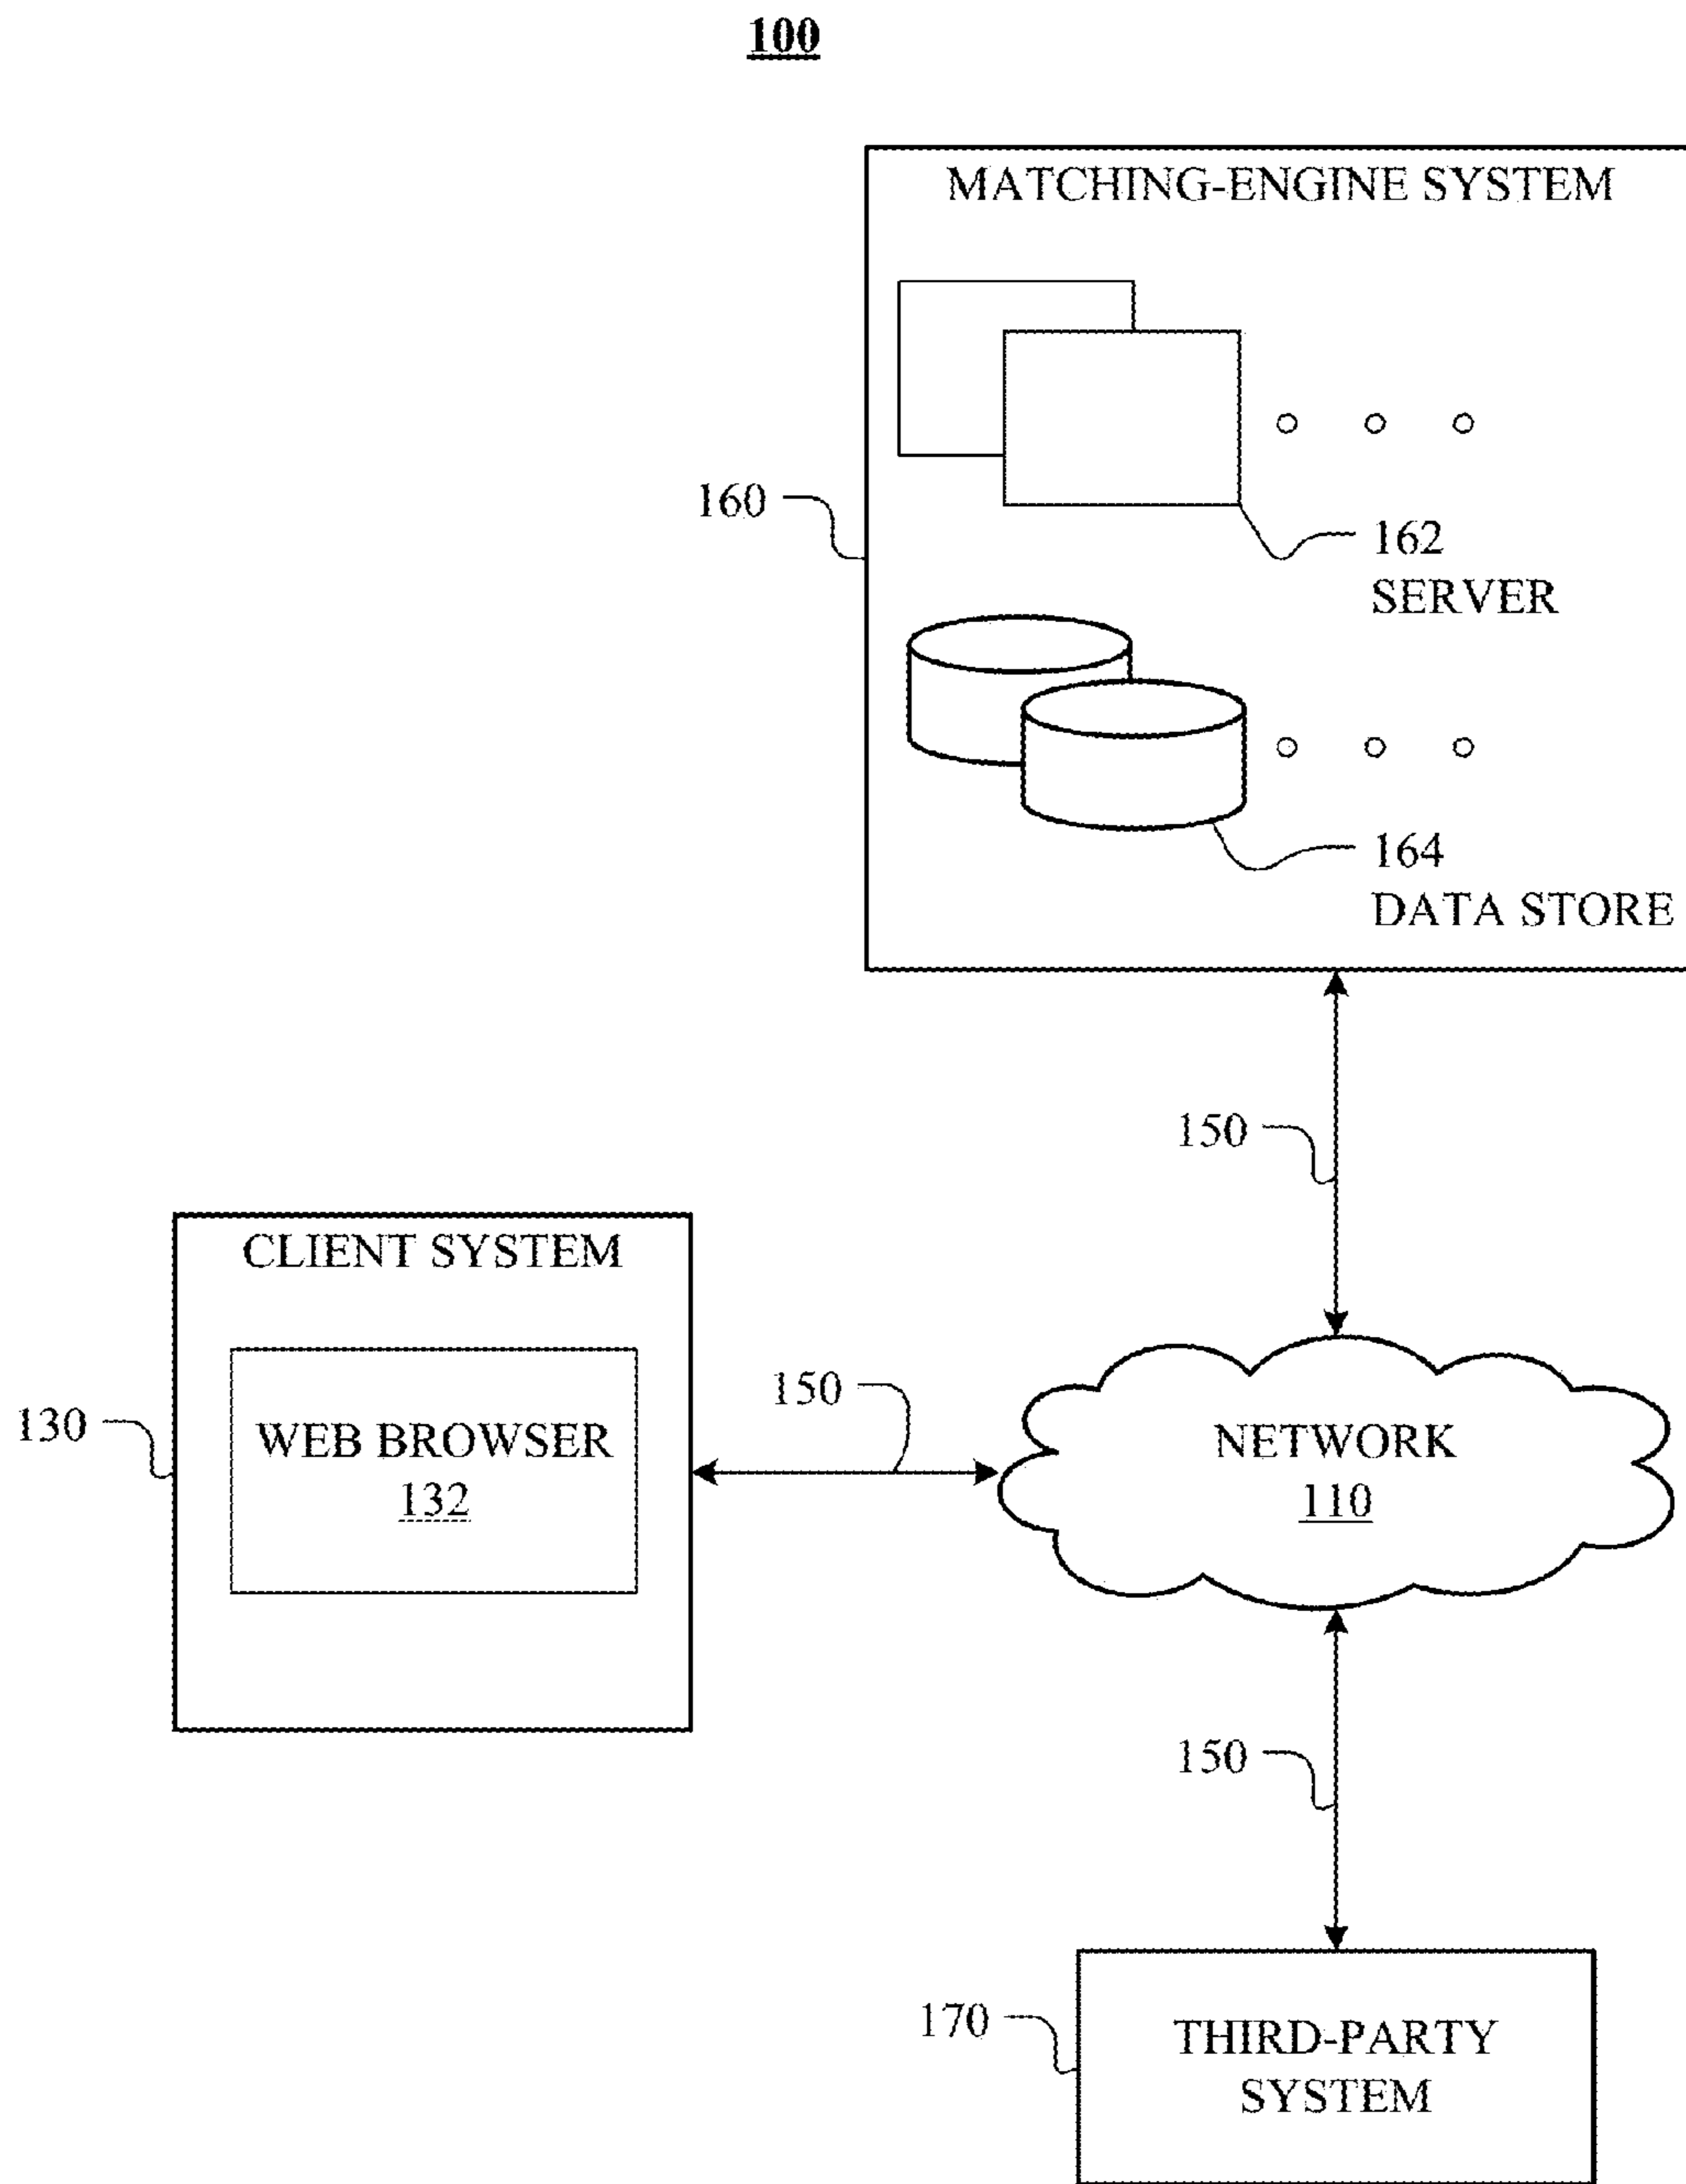 100
MATCHING-ENGINE SYSTEM
160
162
SERVER
164
DATA STORE
150
CLIENT SYSTEM
130
WEB BROWSER
132
150
NETWORK
110
150
170
THIRD-PARTY
SYSTEM